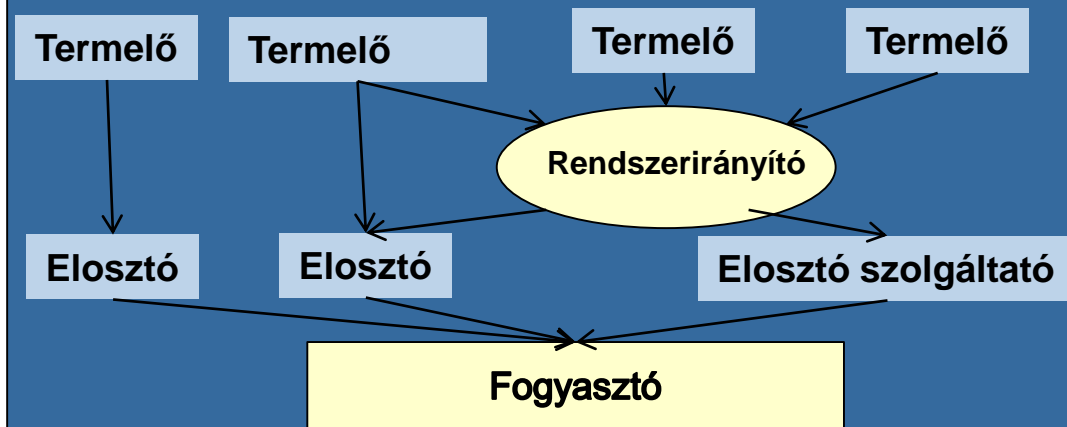 Termelő
Termelő
Termelő
Termelő
Rendszerirányító
Elosztó
Elosztó
Elosztó szolgáltató
Fogyasztó